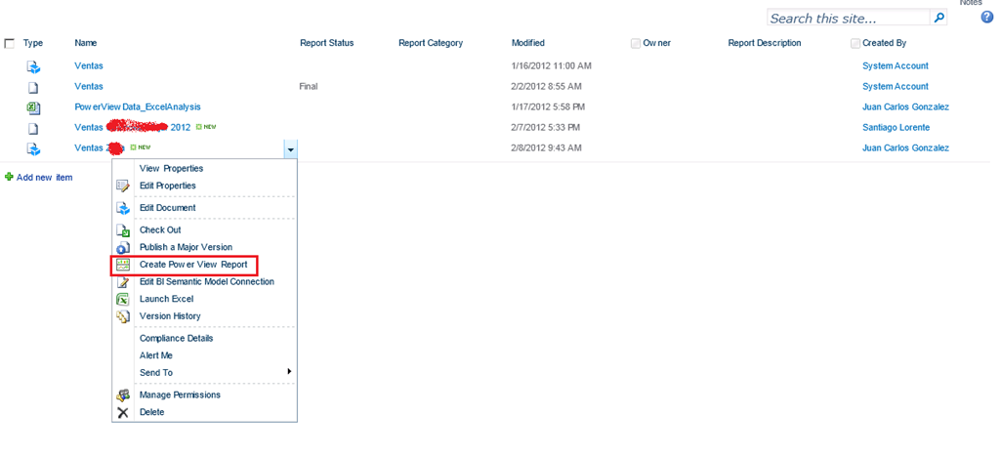 Notes
Search this site...
Type Name Report Status Report Category Modified Owner Report Description Created By
Ventas 1/16/2012 11:00 AM System Account
Ventas Final 2/2/2012 8:55 AM System Account
PowerViewData_ExcelAnalysis 1/17/2012 5:58 PM Juan Carlos Gonzalez
Ventas 2012 NEW 2/7/2012 5:33 PM Santiago Lorente
Ventas NEW 2/8/2012 9:43 AM Juan Carlos Gonzalez
Add new item
View Properties
Edit Properties
Edit Document
Check Out
Publish a Major Version
Create Power View Report
Edit BI Semantic Model Connection
Launch Excel
Version History
Compliance Details
Alert Me
Send To
Manage Permissions
Delete